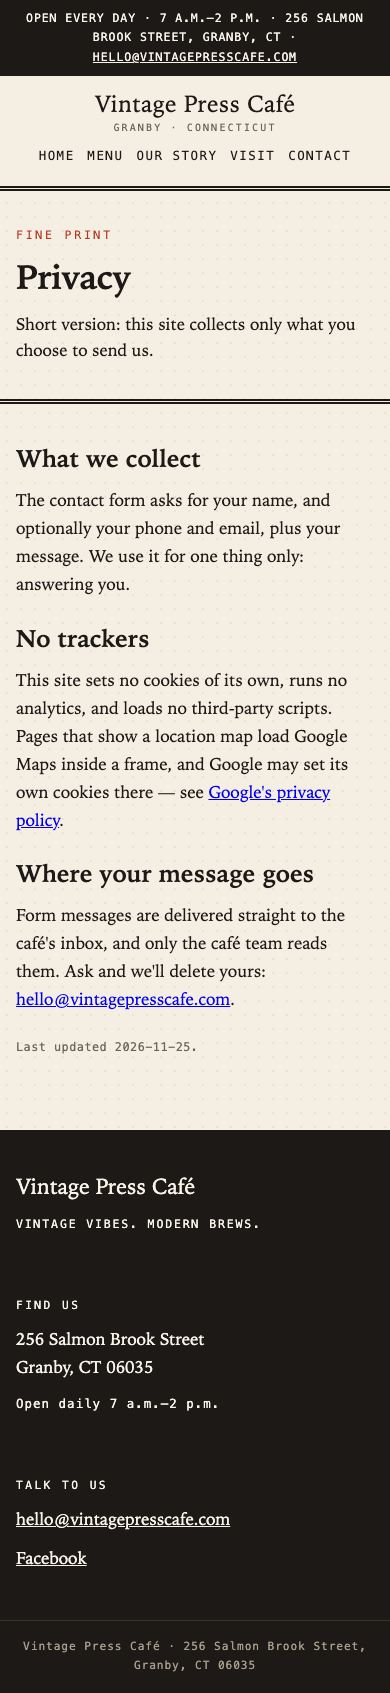 OPEN EVERY DAY · 7 A.M.–2 P.M. · 256 SALMON
BROOK STREET, GRANBY, CT ·
HELLO@VINTAGEPRESSCAFE.COM
Vintage Press Café
GRANBY · CONNECTICUT
HOME MENU OUR STORY VISIT CONTACT
FINE PRINT
Privacy
Short version: this site collects only what you
choose to send us.
What we collect
The contact form asks for your name, and
optionally your phone and email, plus your
message. We use it for one thing only:
answering you.
No trackers
This site sets no cookies of its own, runs no
analytics, and loads no third-party scripts.
Pages that show a location map load Google
Maps inside a frame, and Google may set its
own cookies there — see Google's privacy
policy.
Where your message goes
Form messages are delivered straight to the
café's inbox, and only the café team reads
them. Ask and we'll delete yours:
hello@vintagepresscafe.com.
Last updated 2026-11-25.
Vintage Press Café
VINTAGE VIBES. MODERN BREWS.
FIND US
256 Salmon Brook Street
Granby, CT 06035
Open daily 7 a.m.–2 p.m.
TALK TO US
hello@vintagepresscafe.com
Facebook
Vintage Press Café · 256 Salmon Brook Street,
Granby, CT 06035